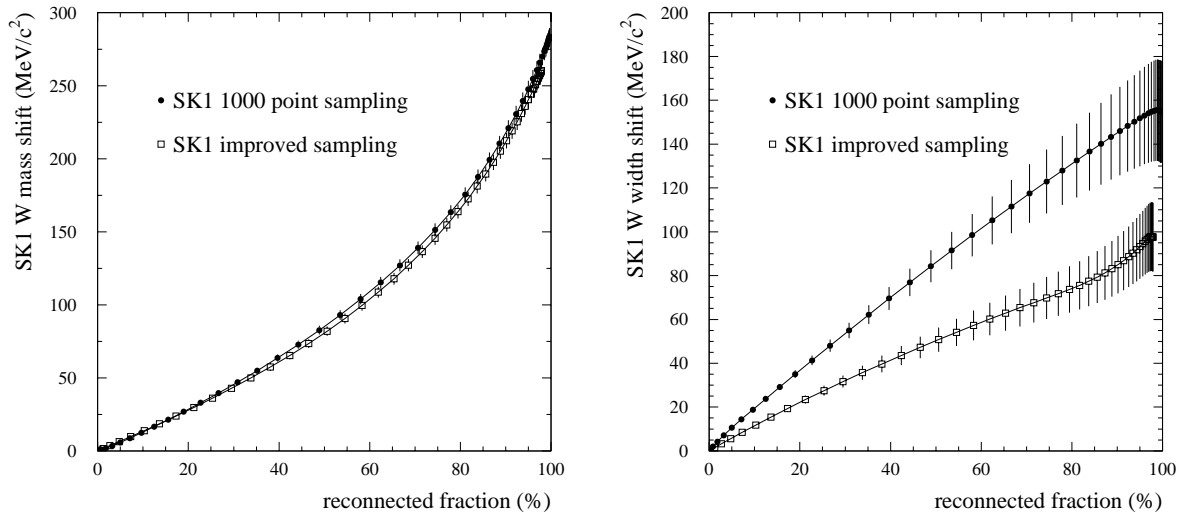 SK1 W mass shift (MeV/c²)
300
250
200
150
100
50
0
SK1 1000 point sampling
SK1 improved sampling
0 20 40 60 80 100
reconnected fraction (%)
SK1 W width shift (MeV/c²)
200
180
160
140
120
100
80
60
40
20
0
SK1 1000 point sampling
SK1 improved sampling
0 20 40 60 80 100
reconnected fraction (%)